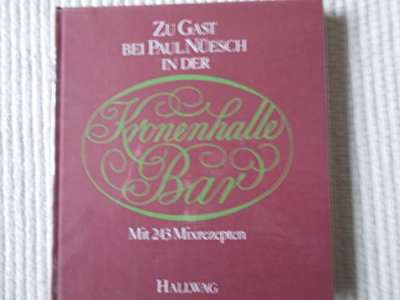 ZU GAST
BEI PAUL NÜESCH
IN DER
Kronenhalle
Bar
Mit 243 Mixrezepten
HALLWAG